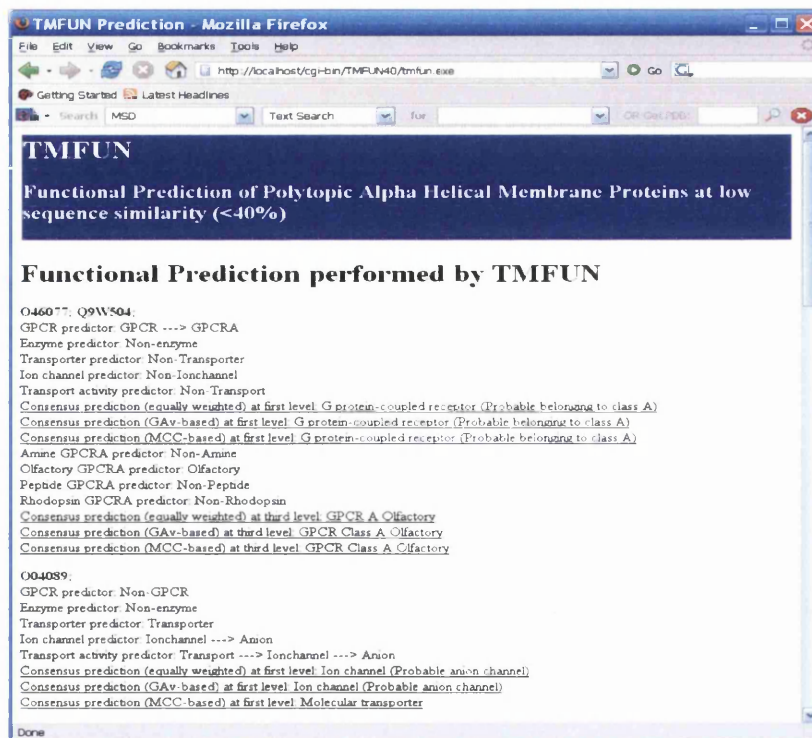 TMFUN Prediction - Mozilla Firefox
File Edit View Go Bookmarks Tools Help
http://localhost/cgi-bin/TMFUN40/tmfun.exe Go
Getting Started Latest Headlines
Search MSD Text Search for OR Get PDB:
TMFUN
Functional Prediction of Polytopic Alpha Helical Membrane Proteins at low
sequence similarity (<40%)
Functional Prediction performed by TMFUN
O46077; Q9W504;
GPCR predictor: GPCR ---> GPCRA
Enzyme predictor: Non-enzyme
Transporter predictor: Non-Transporter
Ion channel predictor: Non-Ionchannel
Transport activity predictor: Non-Transport
Consensus prediction (equally weighted) at first level: G protein-coupled receptor (Probable belonging to class A)
Consensus prediction (GAv-based) at first level: G protein-coupled receptor (Probable belonging to class A)
Consensus prediction (MCC-based) at first level: G protein-coupled receptor (Probable belonging to class A)
Amine GPCRA predictor: Non-Amine
Olfactory GPCRA predictor: Olfactory
Peptide GPCRA predictor: Non-Peptide
Rhodopsin GPCRA predictor: Non-Rhodopsin
Consensus prediction (equally weighted) at third level: GPCR A Olfactory
Consensus prediction (GAv-based) at third level: GPCR Class A Olfactory
Consensus prediction (MCC-based) at third level: GPCR Class A Olfactory
O04089;
GPCR predictor: Non-GPCR
Enzyme predictor: Non-enzyme
Transporter predictor: Transporter
Ion channel predictor: Ionchannel ---> Anion
Transport activity predictor: Transport ---> Ionchannel ---> Anion
Consensus prediction (equally weighted) at first level: Ion channel (Probable anion channel)
Consensus prediction (GAv-based) at first level: Ion channel (Probable anion channel)
Consensus prediction (MCC-based) at first level: Molecular transporter
Done